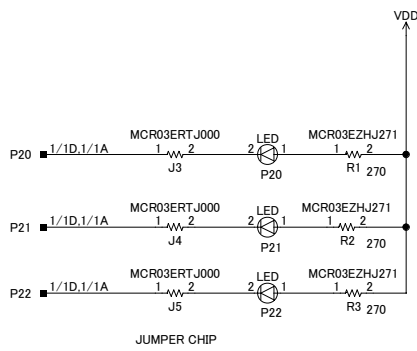 VDD
MCR03ERTJ000 LED MCR03EZHJ271
P20 1/1D,1/1A 1 2 2 1 1 2
J3 P20 R1 270
MCR03ERTJ000 LED MCR03EZHJ271
P21 1/1D,1/1A 1 2 2 1 1 2
J4 P21 R2 270
MCR03ERTJ000 LED MCR03EZHJ271
P22 1/1D,1/1A 1 2 2 1 1 2
J5 P22 R3 270
JUMPER CHIP